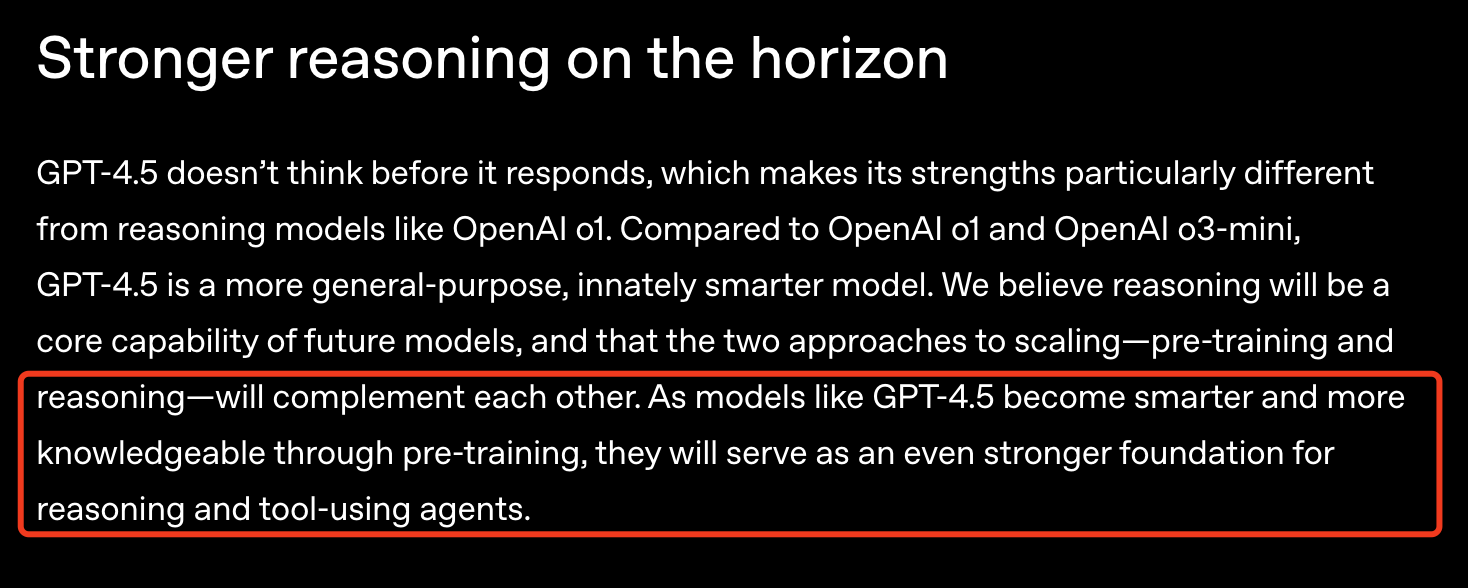 Stronger reasoning on the horizon
GPT-4.5 doesn’t think before it responds, which makes its strengths particularly different
from reasoning models like OpenAI o1. Compared to OpenAI o1 and OpenAI o3-mini,
GPT-4.5 is a more general-purpose, innately smarter model. We believe reasoning will be a
core capability of future models, and that the two approaches to scaling—pre-training and
reasoning—will complement each other. As models like GPT-4.5 become smarter and more
knowledgeable through pre-training, they will serve as an even stronger foundation for
reasoning and tool-using agents.